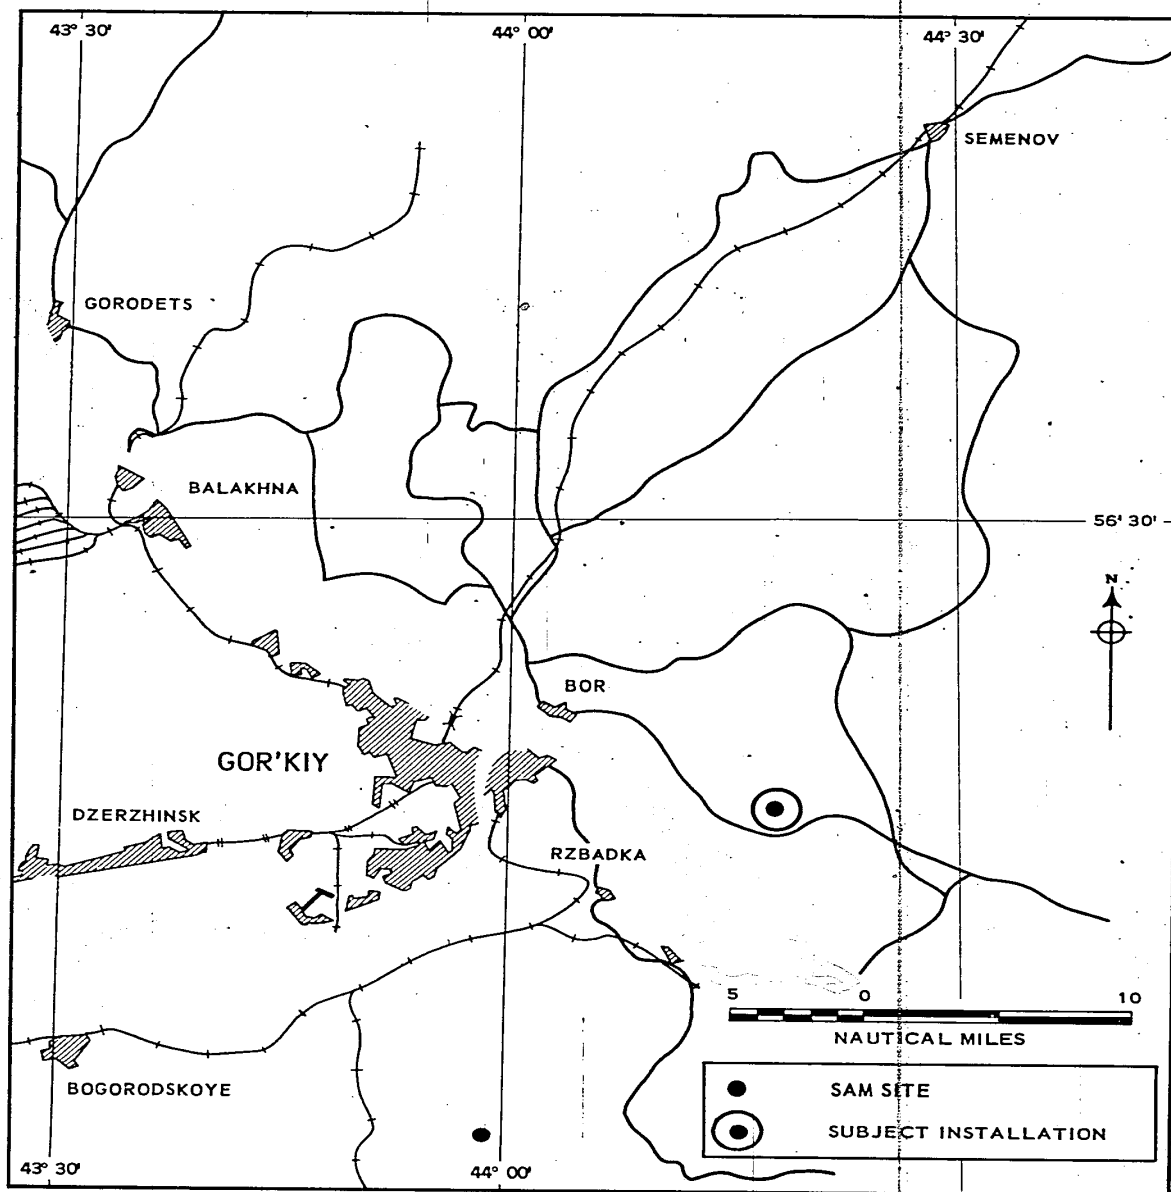 43° 30'
44° 00'
44° 30'
SEMENOV
GORODETS
BALAKHNA
56° 30'
N
BOR
GOR'KIY
DZERZHINSK
RZBADKA
5 0 10
NAUTICAL MILES
BOGORODSKOYE
SAM SITE
SUBJECT INSTALLATION
43° 30'
44° 00'